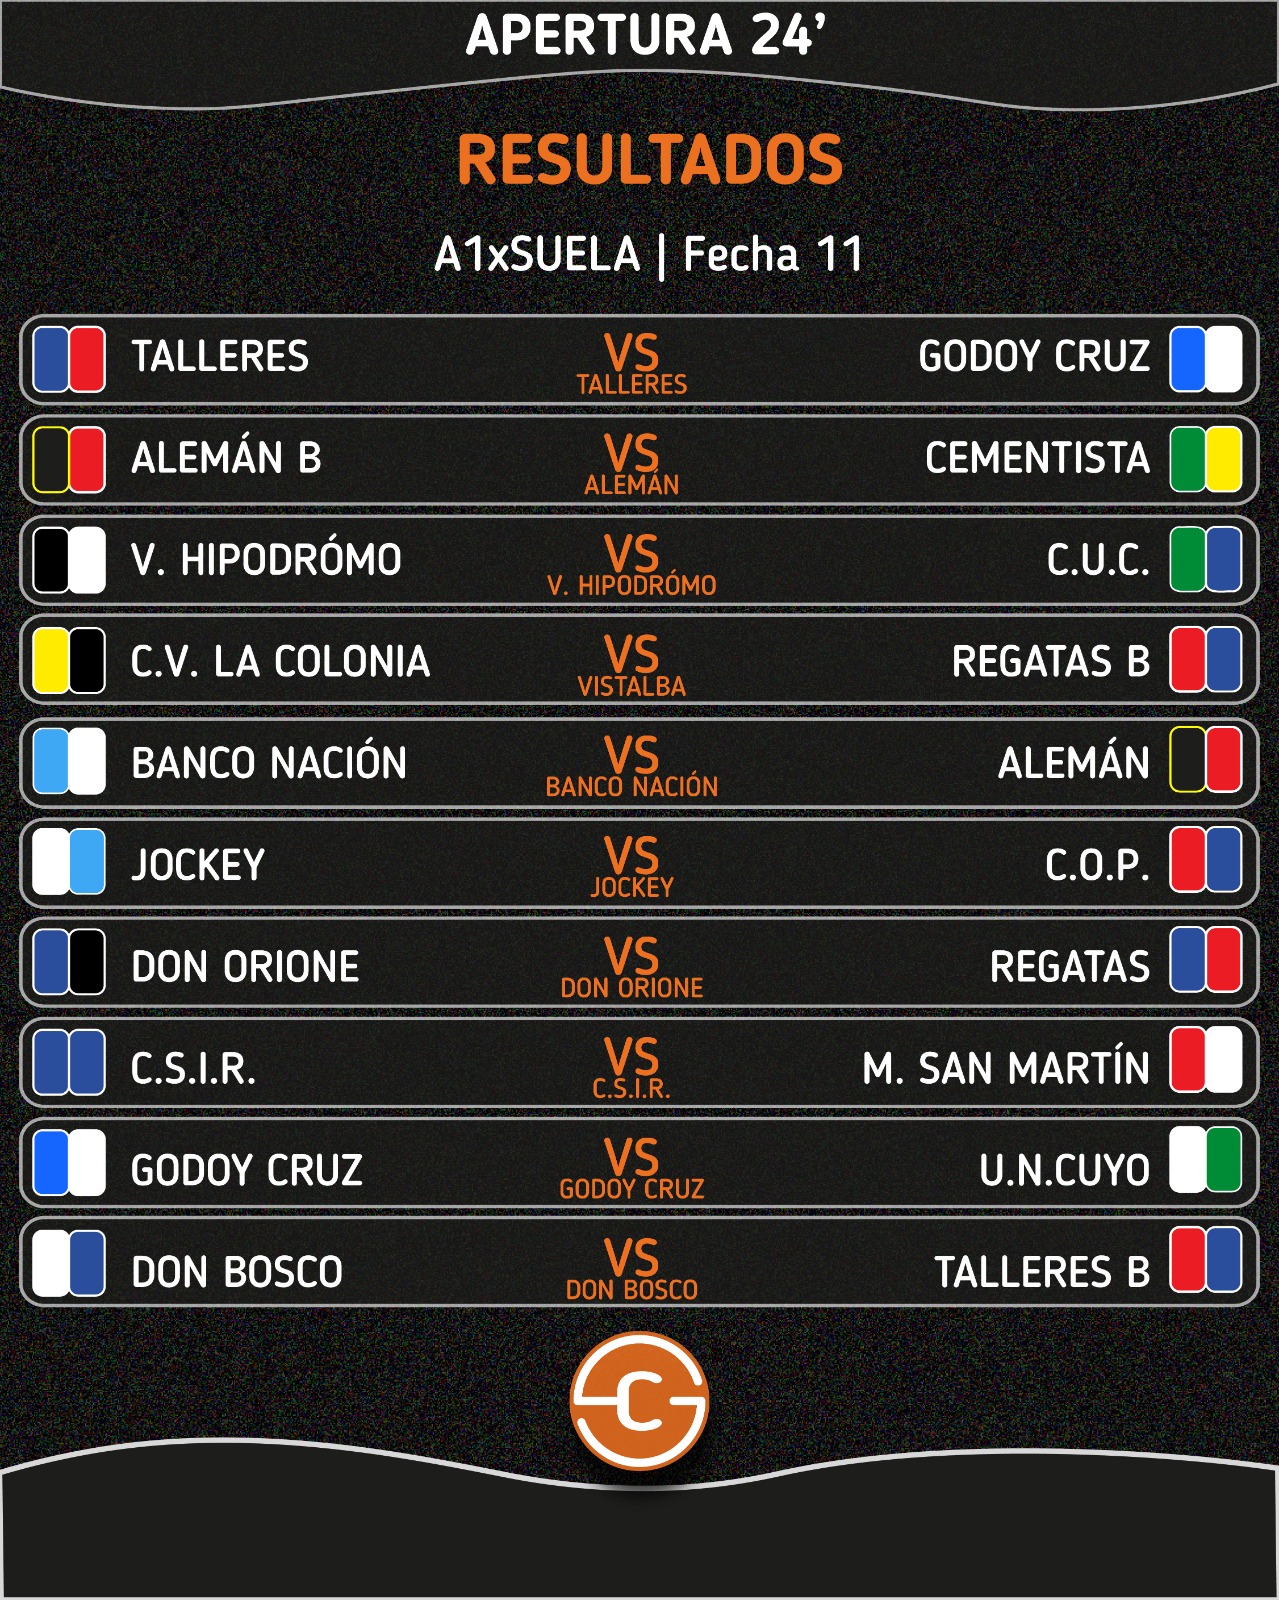 APERTURA 24’
RESULTADOS
A1xSUELA | Fecha 11
TALLERES VS GODOY CRUZ
TALLERES
ALEMÁN B VS CEMENTISTA
ALEMÁN
V. HIPODRÓMO VS C.U.C.
V. HIPODRÓMO
C.V. LA COLONIA VS REGATAS B
VISTALBA
BANCO NACIÓN VS ALEMÁN
BANCO NACIÓN
JOCKEY VS C.O.P.
JOCKEY
DON ORIONE VS REGATAS
DON ORIONE
C.S.I.R. VS M. SAN MARTÍN
C.S.I.R.
GODOY CRUZ VS U.N.CUYO
GODOY CRUZ
DON BOSCO VS TALLERES B
DON BOSCO
C